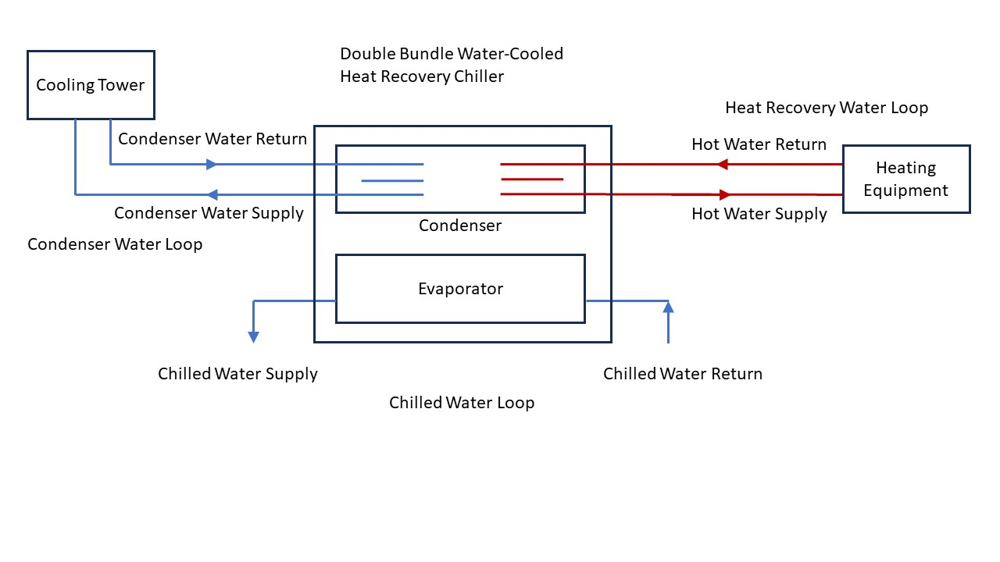 Double Bundle Water-Cooled
Heat Recovery Chiller
Cooling Tower
Heat Recovery Water Loop
Condenser Water Return
Hot Water Return
Heating
Equipment
Condenser Water Supply
Hot Water Supply
Condenser
Condenser Water Loop
Evaporator
Chilled Water Supply
Chilled Water Return
Chilled Water Loop